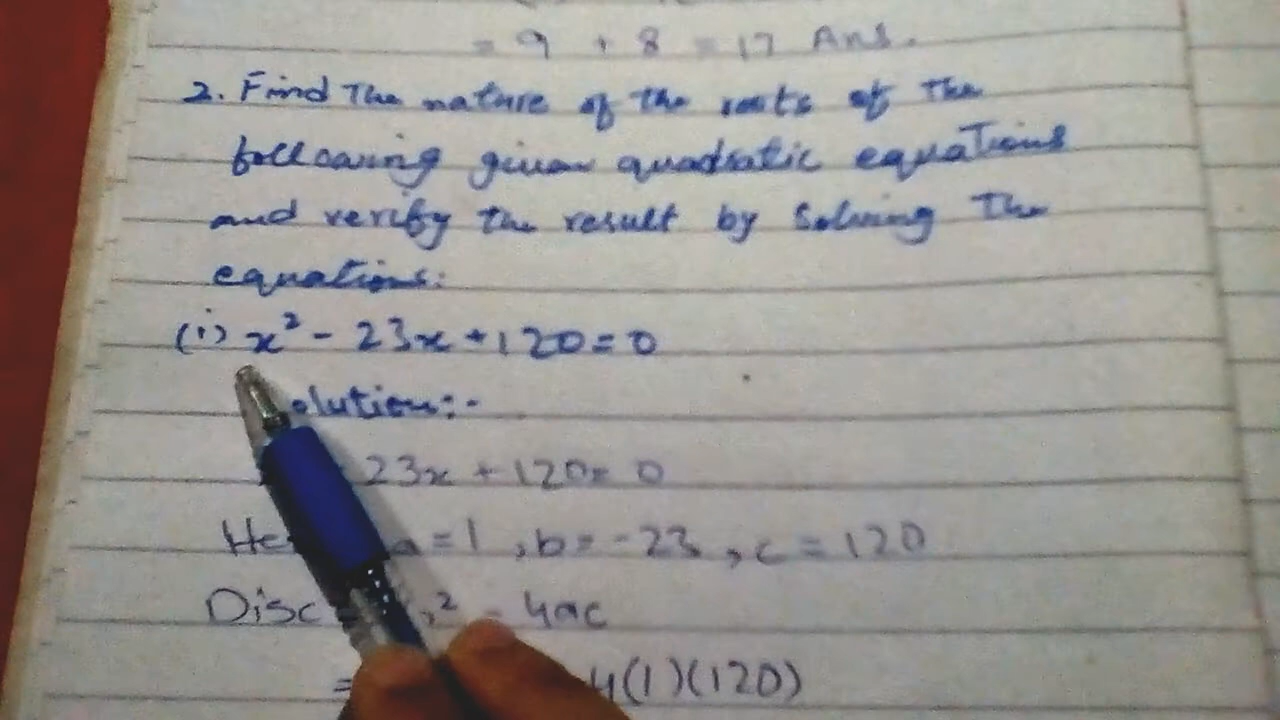 = 9 + 8 = 17 Ans.
2. Find The nature of the roots of The
following given quadratic equations
and verify the result by Solving The
equations:
(i) x² - 23x + 120 = 0
olution:-
23x + 120 = 0
He a = 1, b = -23, c = 120
Disc = ² - 4ac
= 4(1)(120)